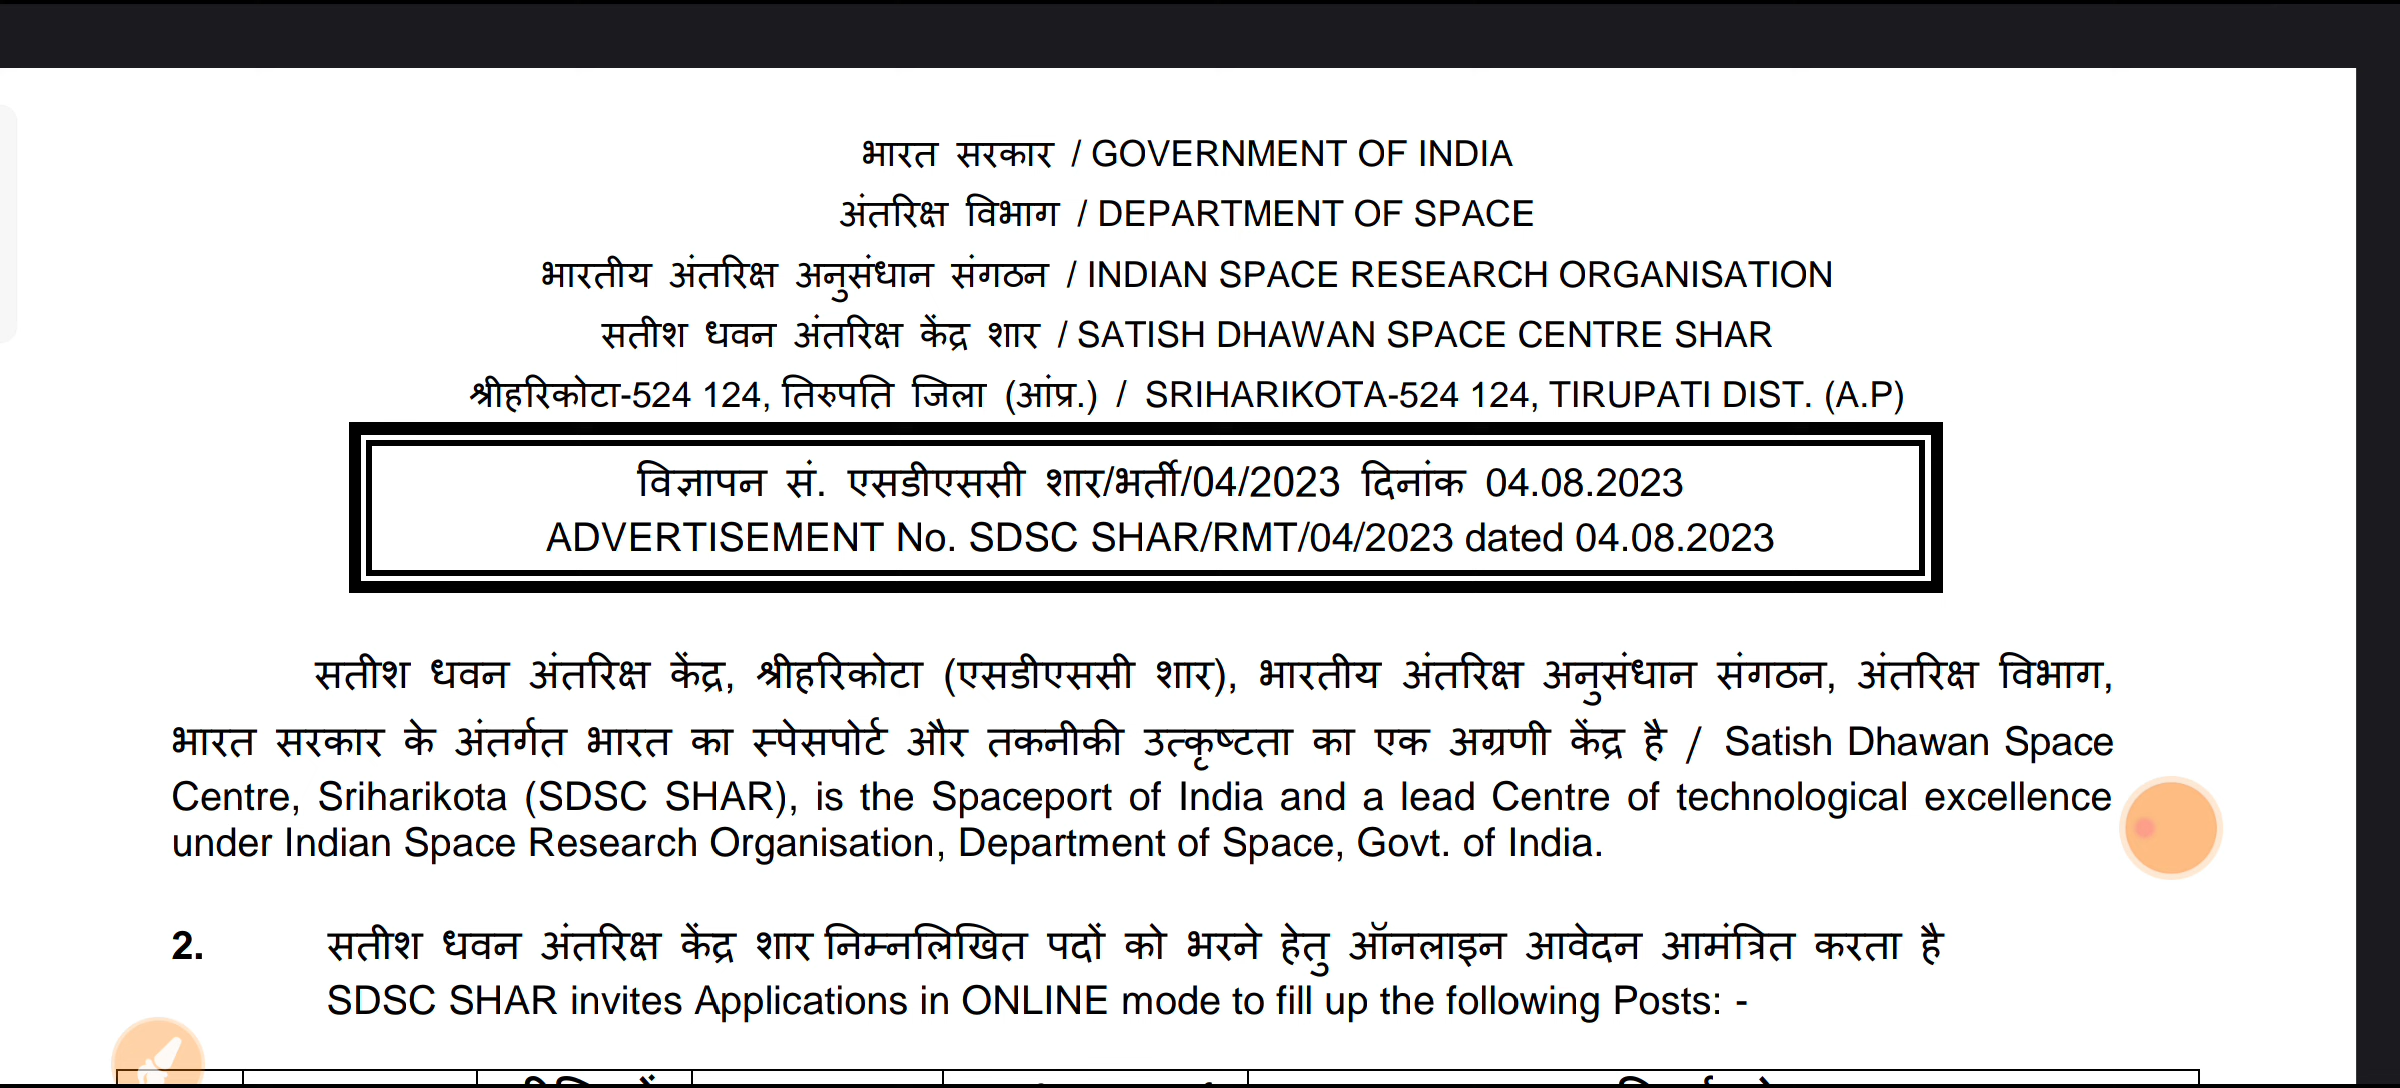 भारत सरकार / GOVERNMENT OF INDIA
अंतरिक्ष विभाग / DEPARTMENT OF SPACE
भारतीय अंतरिक्ष अनुसंधान संगठन / INDIAN SPACE RESEARCH ORGANISATION
सतीश धवन अंतरिक्ष केंद्र शार / SATISH DHAWAN SPACE CENTRE SHAR
श्रीहरिकोटा-524 124, तिरुपति जिला (आंप्र.) / SRIHARIKOTA-524 124, TIRUPATI DIST. (A.P)
विज्ञापन सं. एसडीएससी शार/भर्ती/04/2023 दिनांक 04.08.2023
ADVERTISEMENT No. SDSC SHAR/RMT/04/2023 dated 04.08.2023
सतीश धवन अंतरिक्ष केंद्र, श्रीहरिकोटा (एसडीएससी शार), भारतीय अंतरिक्ष अनुसंधान संगठन, अंतरिक्ष विभाग,
भारत सरकार के अंतर्गत भारत का स्पेसपोर्ट और तकनीकी उत्कृष्टता का एक अग्रणी केंद्र है / Satish Dhawan Space
Centre, Sriharikota (SDSC SHAR), is the Spaceport of India and a lead Centre of technological excellence
under Indian Space Research Organisation, Department of Space, Govt. of India.
2. सतीश धवन अंतरिक्ष केंद्र शार निम्नलिखित पदों को भरने हेतु ऑनलाइन आवेदन आमंत्रित करता है
SDSC SHAR invites Applications in ONLINE mode to fill up the following Posts: -